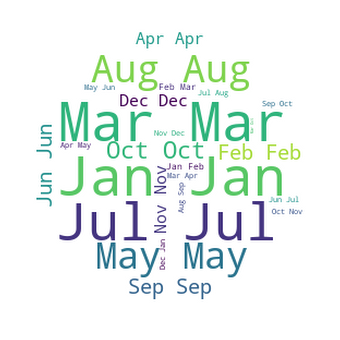 Apr Apr
Aug Aug
May Jun
Feb Mar
Jul Aug
Dec Dec
Sep Oct
Mar Mar
Nov Dec
Jun Jun
Apr May
Oct Oct
Feb Feb
Jan Feb
Mar Apr
Jan Jan
Nov Nov
Aug Sep
Jun Jul
Oct Nov
Jul Jul
Dec Jan
May May
Sep Sep